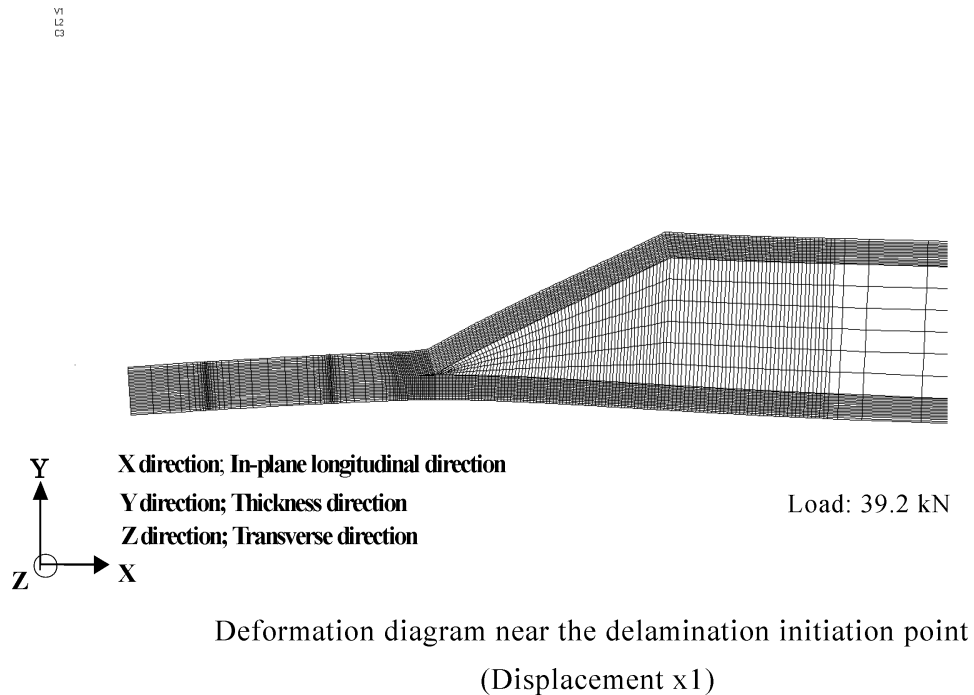 V1
L2
C3
X direction; In-plane longitudinal direction
Y
Y direction; Thickness direction
Load: 39.2 kN
Z direction; Transverse direction
Z
X
Deformation diagram near the delamination initiation point
(Displacement x1)